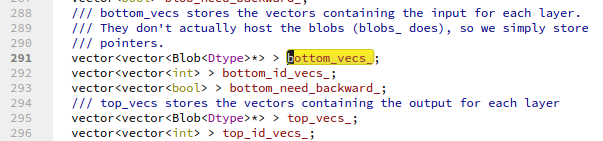 288 /// bottom_vecs stores the vectors containing the input for each layer.
289 /// They don't actually host the blobs (blobs_ does), so we simply store
290 /// pointers.
291 vector<vector<Blob<Dtype>*> > bottom_vecs_;
292 vector<vector<int> > bottom_id_vecs_;
293 vector<vector<bool> > bottom_need_backward_;
294 /// top_vecs stores the vectors containing the output for each layer
295 vector<vector<Blob<Dtype>*> > top_vecs_;
296 vector<vector<int> > top_id_vecs_;